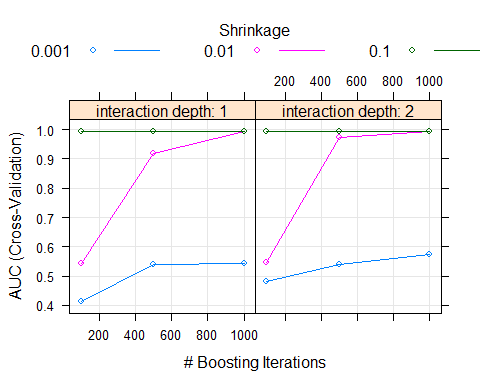 Shrinkage
0.001 0.01 0.1
200 400 600 800 1000
interaction depth: 1 interaction depth: 2
1.0
0.9
0.8
0.7
0.6
0.5
0.4
AUC (Cross-Validation)
200 400 600 800 1000
# Boosting Iterations